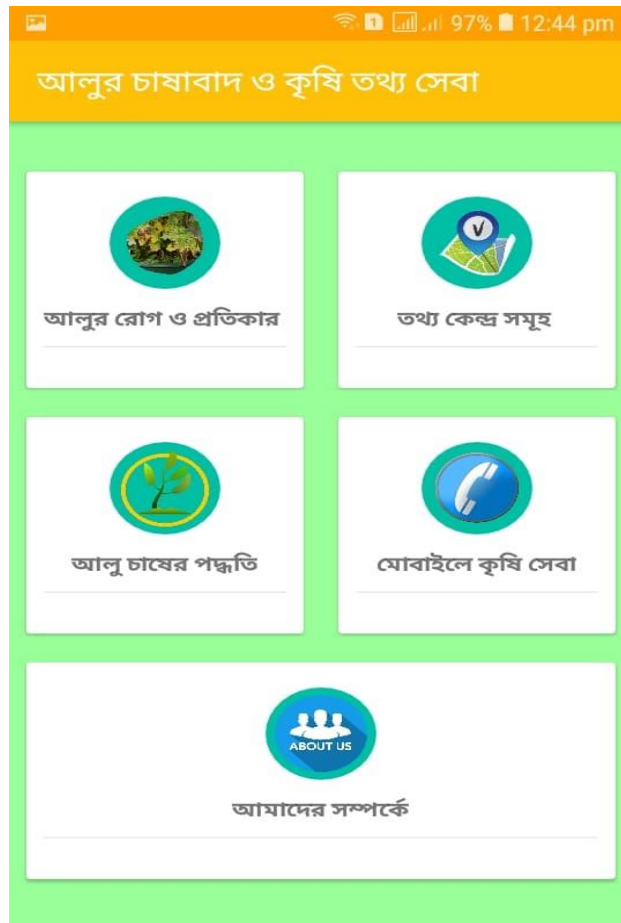 1 97% 12:44 pm
আলুর চাষাবাদ ও কৃষি তথ্য সেবা
আলুর রোগ ও প্রতিকার
তথ্য কেন্দ্র সমূহ
আলু চাষের পদ্ধতি
মোবাইলে কৃষি সেবা
ABOUT US
আমাদের সম্পর্কে